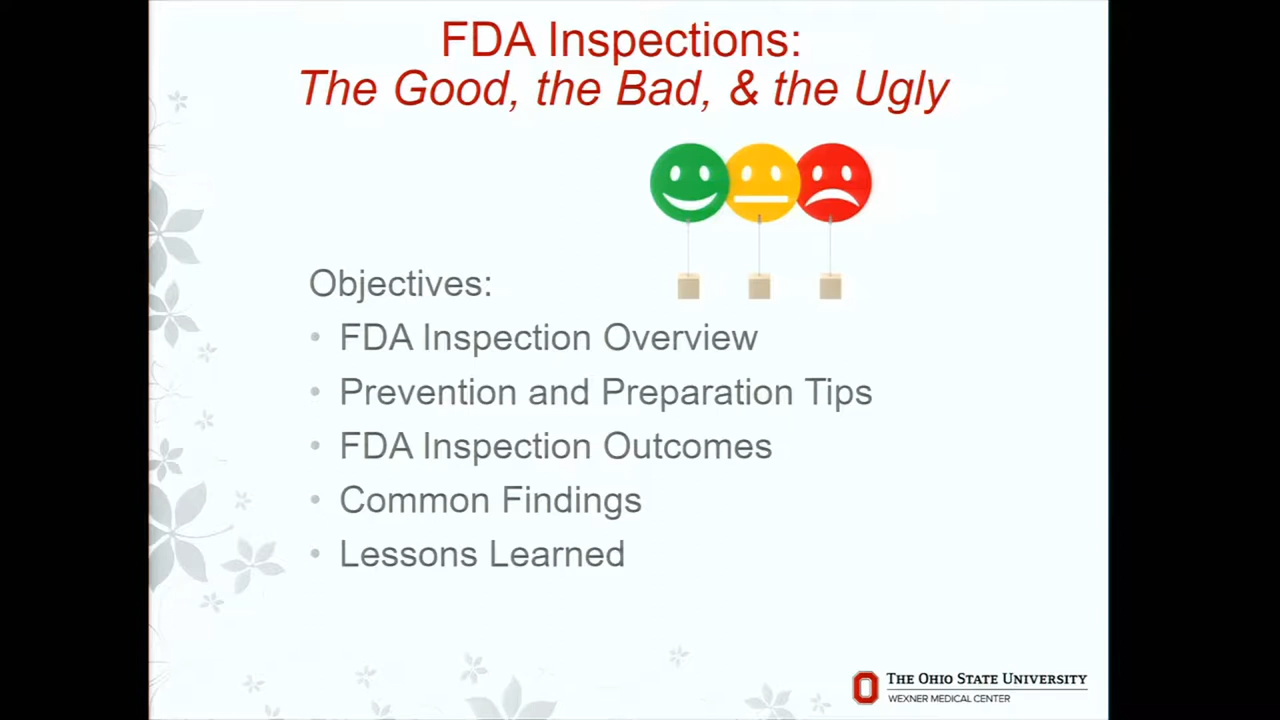 FDA Inspections:
The Good, the Bad, & the Ugly
Objectives:
• FDA Inspection Overview
• Prevention and Preparation Tips
• FDA Inspection Outcomes
• Common Findings
• Lessons Learned
THE OHIO STATE UNIVERSITY
WEXNER MEDICAL CENTER